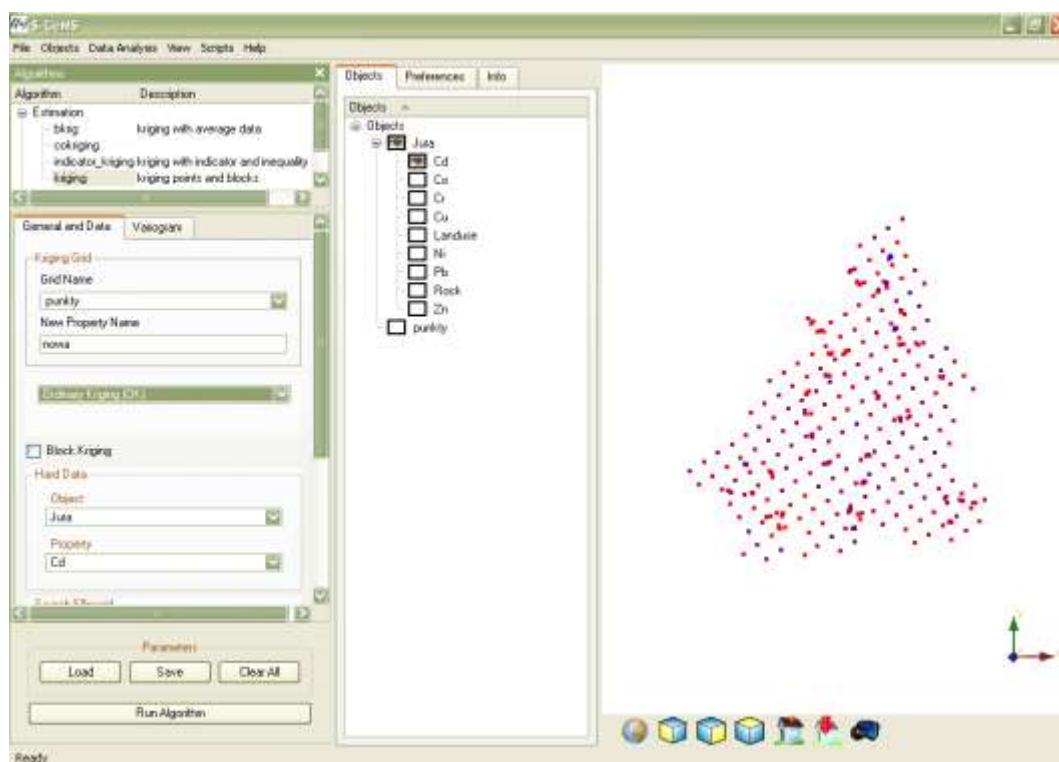 S-GeMS
File Objects Data Analysis View Scripts Help
Algorithms
Algorithm Description
Estimation
bkrig kriging with average data
cokriging
indicator_kriging kriging with indicator and inequality
kriging kriging points and blocks
General and Data Variogram
Kriging Grid
Grid Name
punkty
New Property Name
nowa
Ordinary Kriging (OK)
Block Kriging
Hard Data
Object
Jura
Property
Cd
Search Ellipsoid
Parameters
Load Save Clear All
Run Algorithm
Ready
Objects Preferences Info
Objects
Objects
Jura
Cd
Co
Cr
Cu
Landuse
Ni
Pb
Rock
Zn
punkty